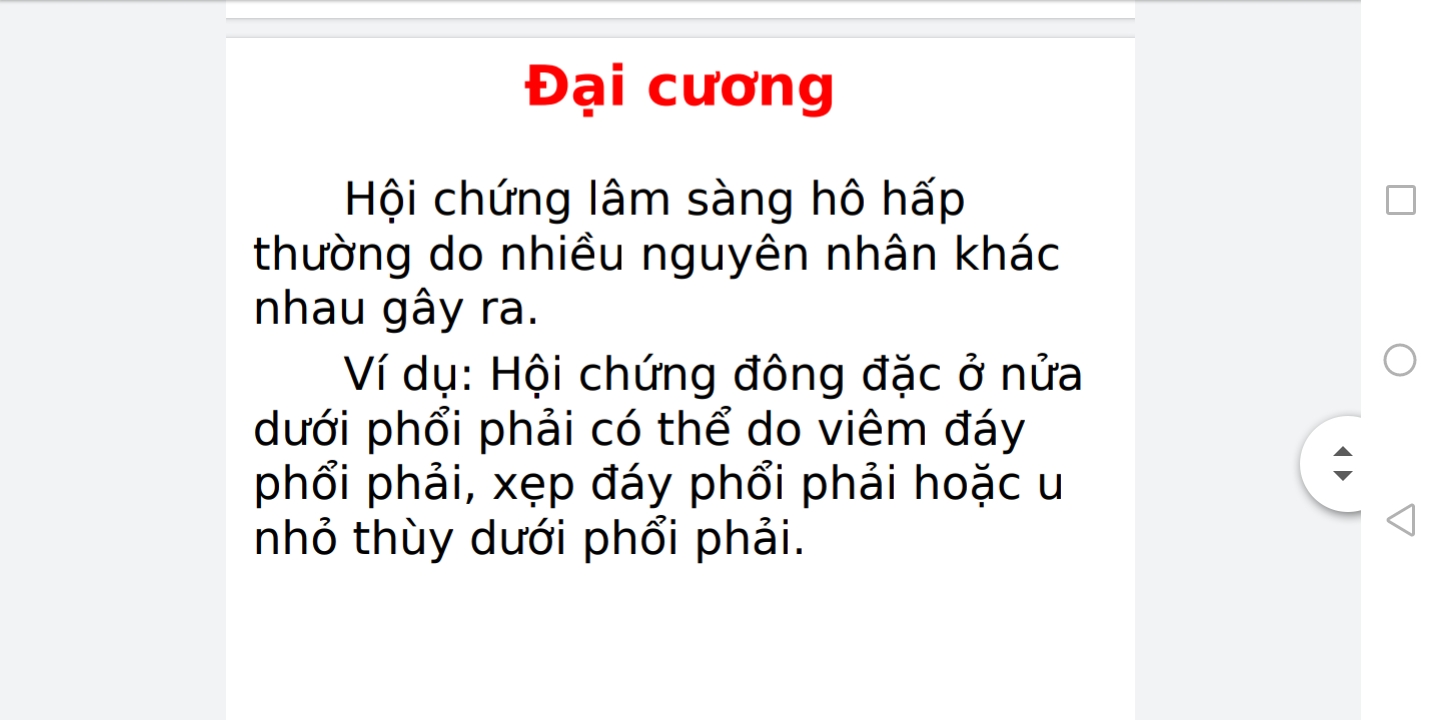 Đại cương
Hội chứng lâm sàng hô hấp
thường do nhiều nguyên nhân khác
nhau gây ra.
Ví dụ: Hội chứng đông đặc ở nửa
dưới phổi phải có thể do viêm đáy
phổi phải, xẹp đáy phổi phải hoặc u
nhỏ thùy dưới phổi phải.